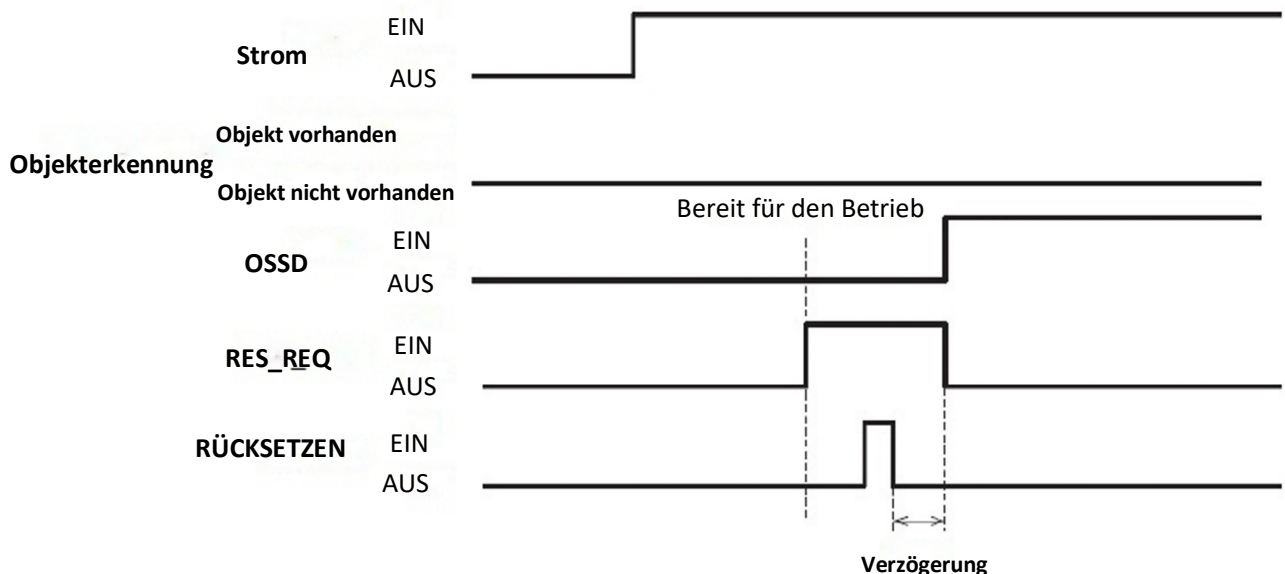 EIN
Strom
AUS
Objekt vorhanden
Objekterkennung
Objekt nicht vorhanden
Bereit für den Betrieb
EIN
OSSD
AUS
EIN
RES_REQ
AUS
RÜCKSETZEN EIN
AUS
Verzögerung